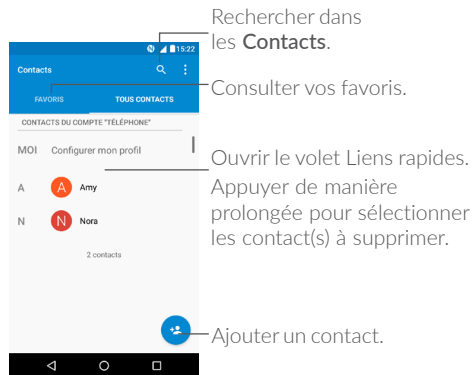 Rechercher dans
les Contacts.
15:22
Contacts
FAVORIS TOUS CONTACTS
Consulter vos favoris.
CONTACTS DU COMPTE "TÉLÉPHONE"
MOI Configurer mon profil
Ouvrir le volet Liens rapides.
A A Amy
Appuyer de manière
prolongée pour sélectionner
les contact(s) à supprimer.
N N Nora
2 contacts
Ajouter un contact.